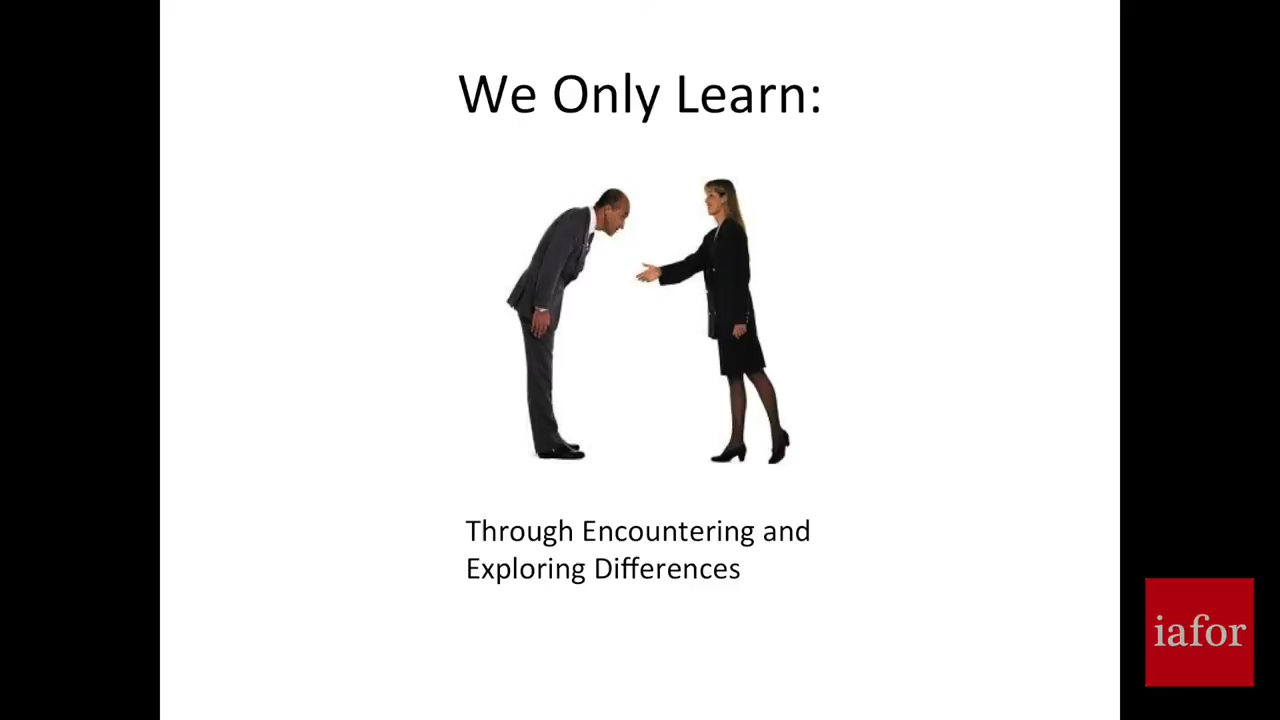 We Only Learn:
Through Encountering and
Exploring Differences
iafor